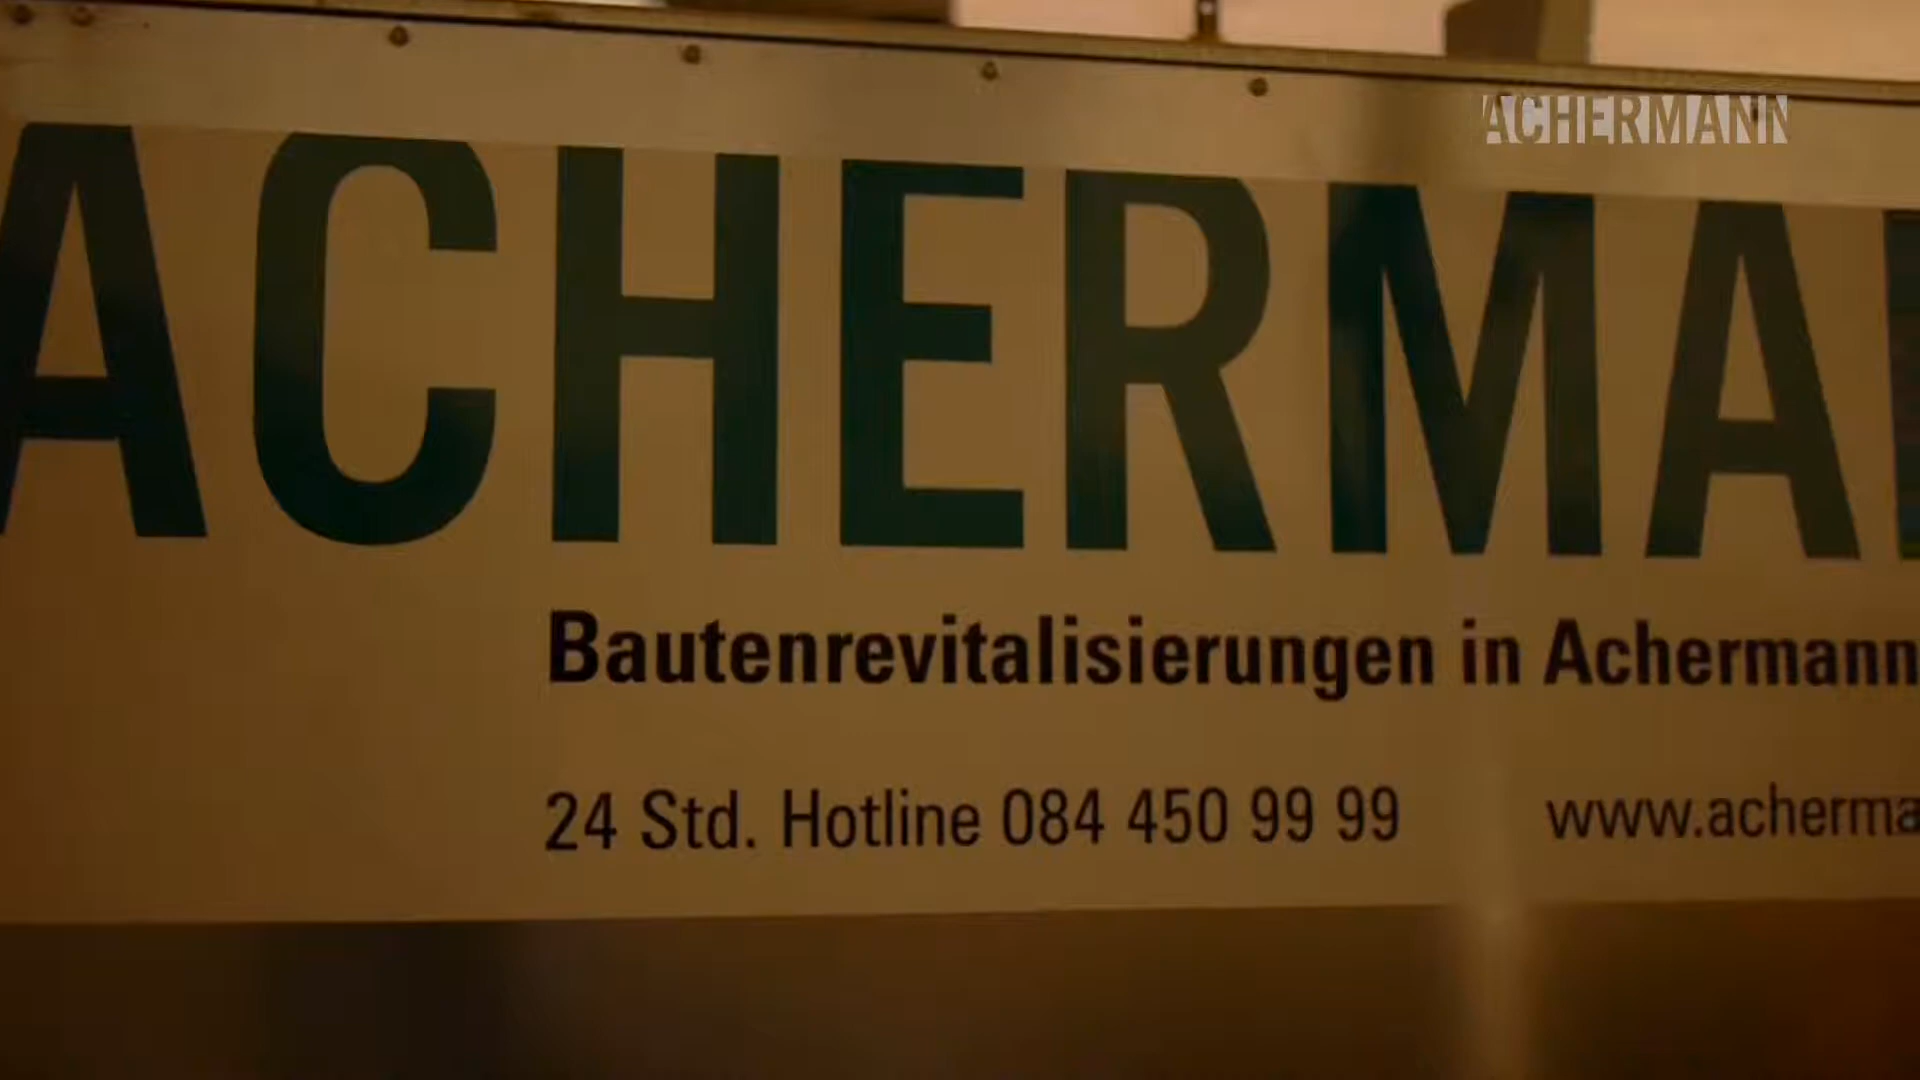 ACHERMANN
ACHERMA
Bautenrevitalisierungen in Achermann
24 Std. Hotline 084 450 99 99
www.acherma